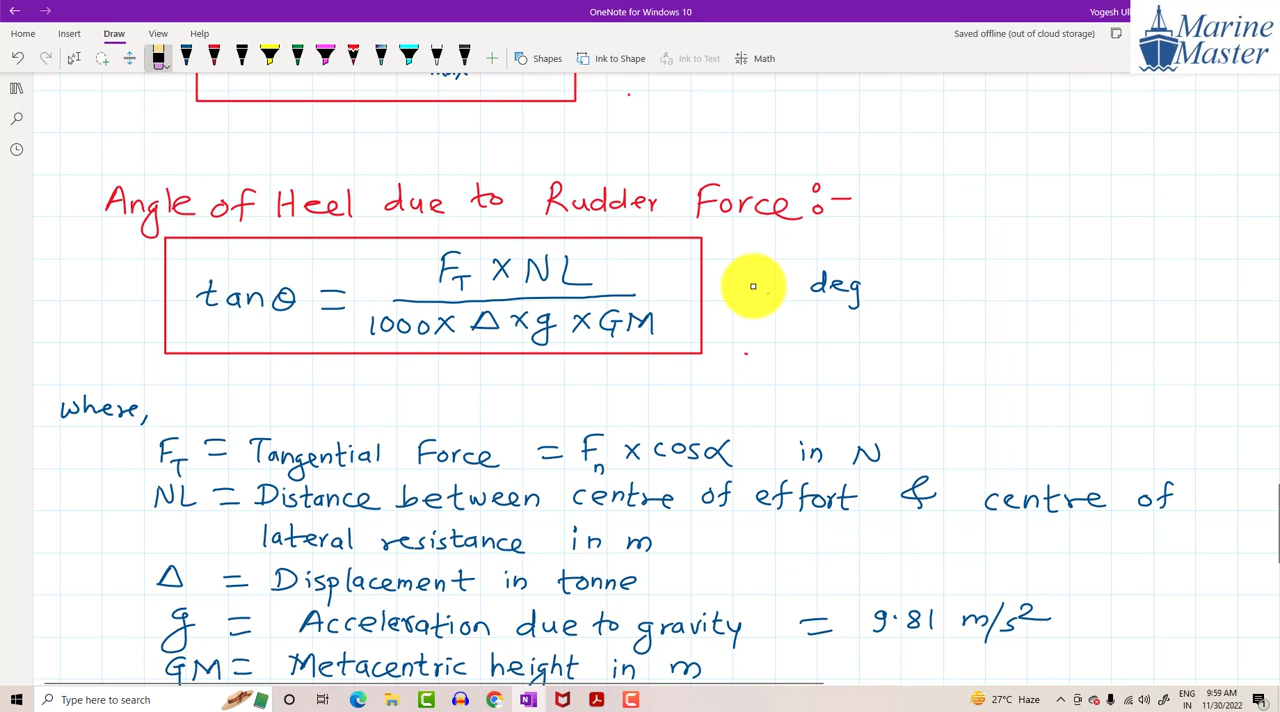 OneNote for Windows 10
Yogesh Ul
Marine Master
Home Insert Draw View Help
Saved offline (out of cloud storage)
Shapes Ink to Shape Ink to Text Math
Angle of Heel due to Rudder Force :-
tanθ = F_T × NL / 1000 × Δ × g × GM deg
where,
F_T = Tangential Force = F_n × cosα in N
NL = Distance between centre of effort & centre of
lateral resistance in m
Δ = Displacement in tonne
g = Acceleration due to gravity = 9.81 m/s²
GM = Metacentric height in m
Type here to search
27°C Haze
ENG
IN
9:59 AM
11/30/2022